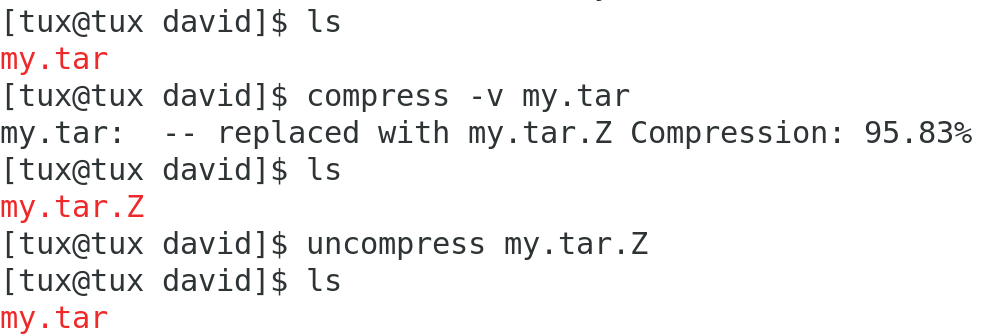 [tux@tux david]$ ls
my.tar
[tux@tux david]$ compress -v my.tar
my.tar:  -- replaced with my.tar.Z Compression: 95.83%
[tux@tux david]$ ls
my.tar.Z
[tux@tux david]$ uncompress my.tar.Z
[tux@tux david]$ ls
my.tar